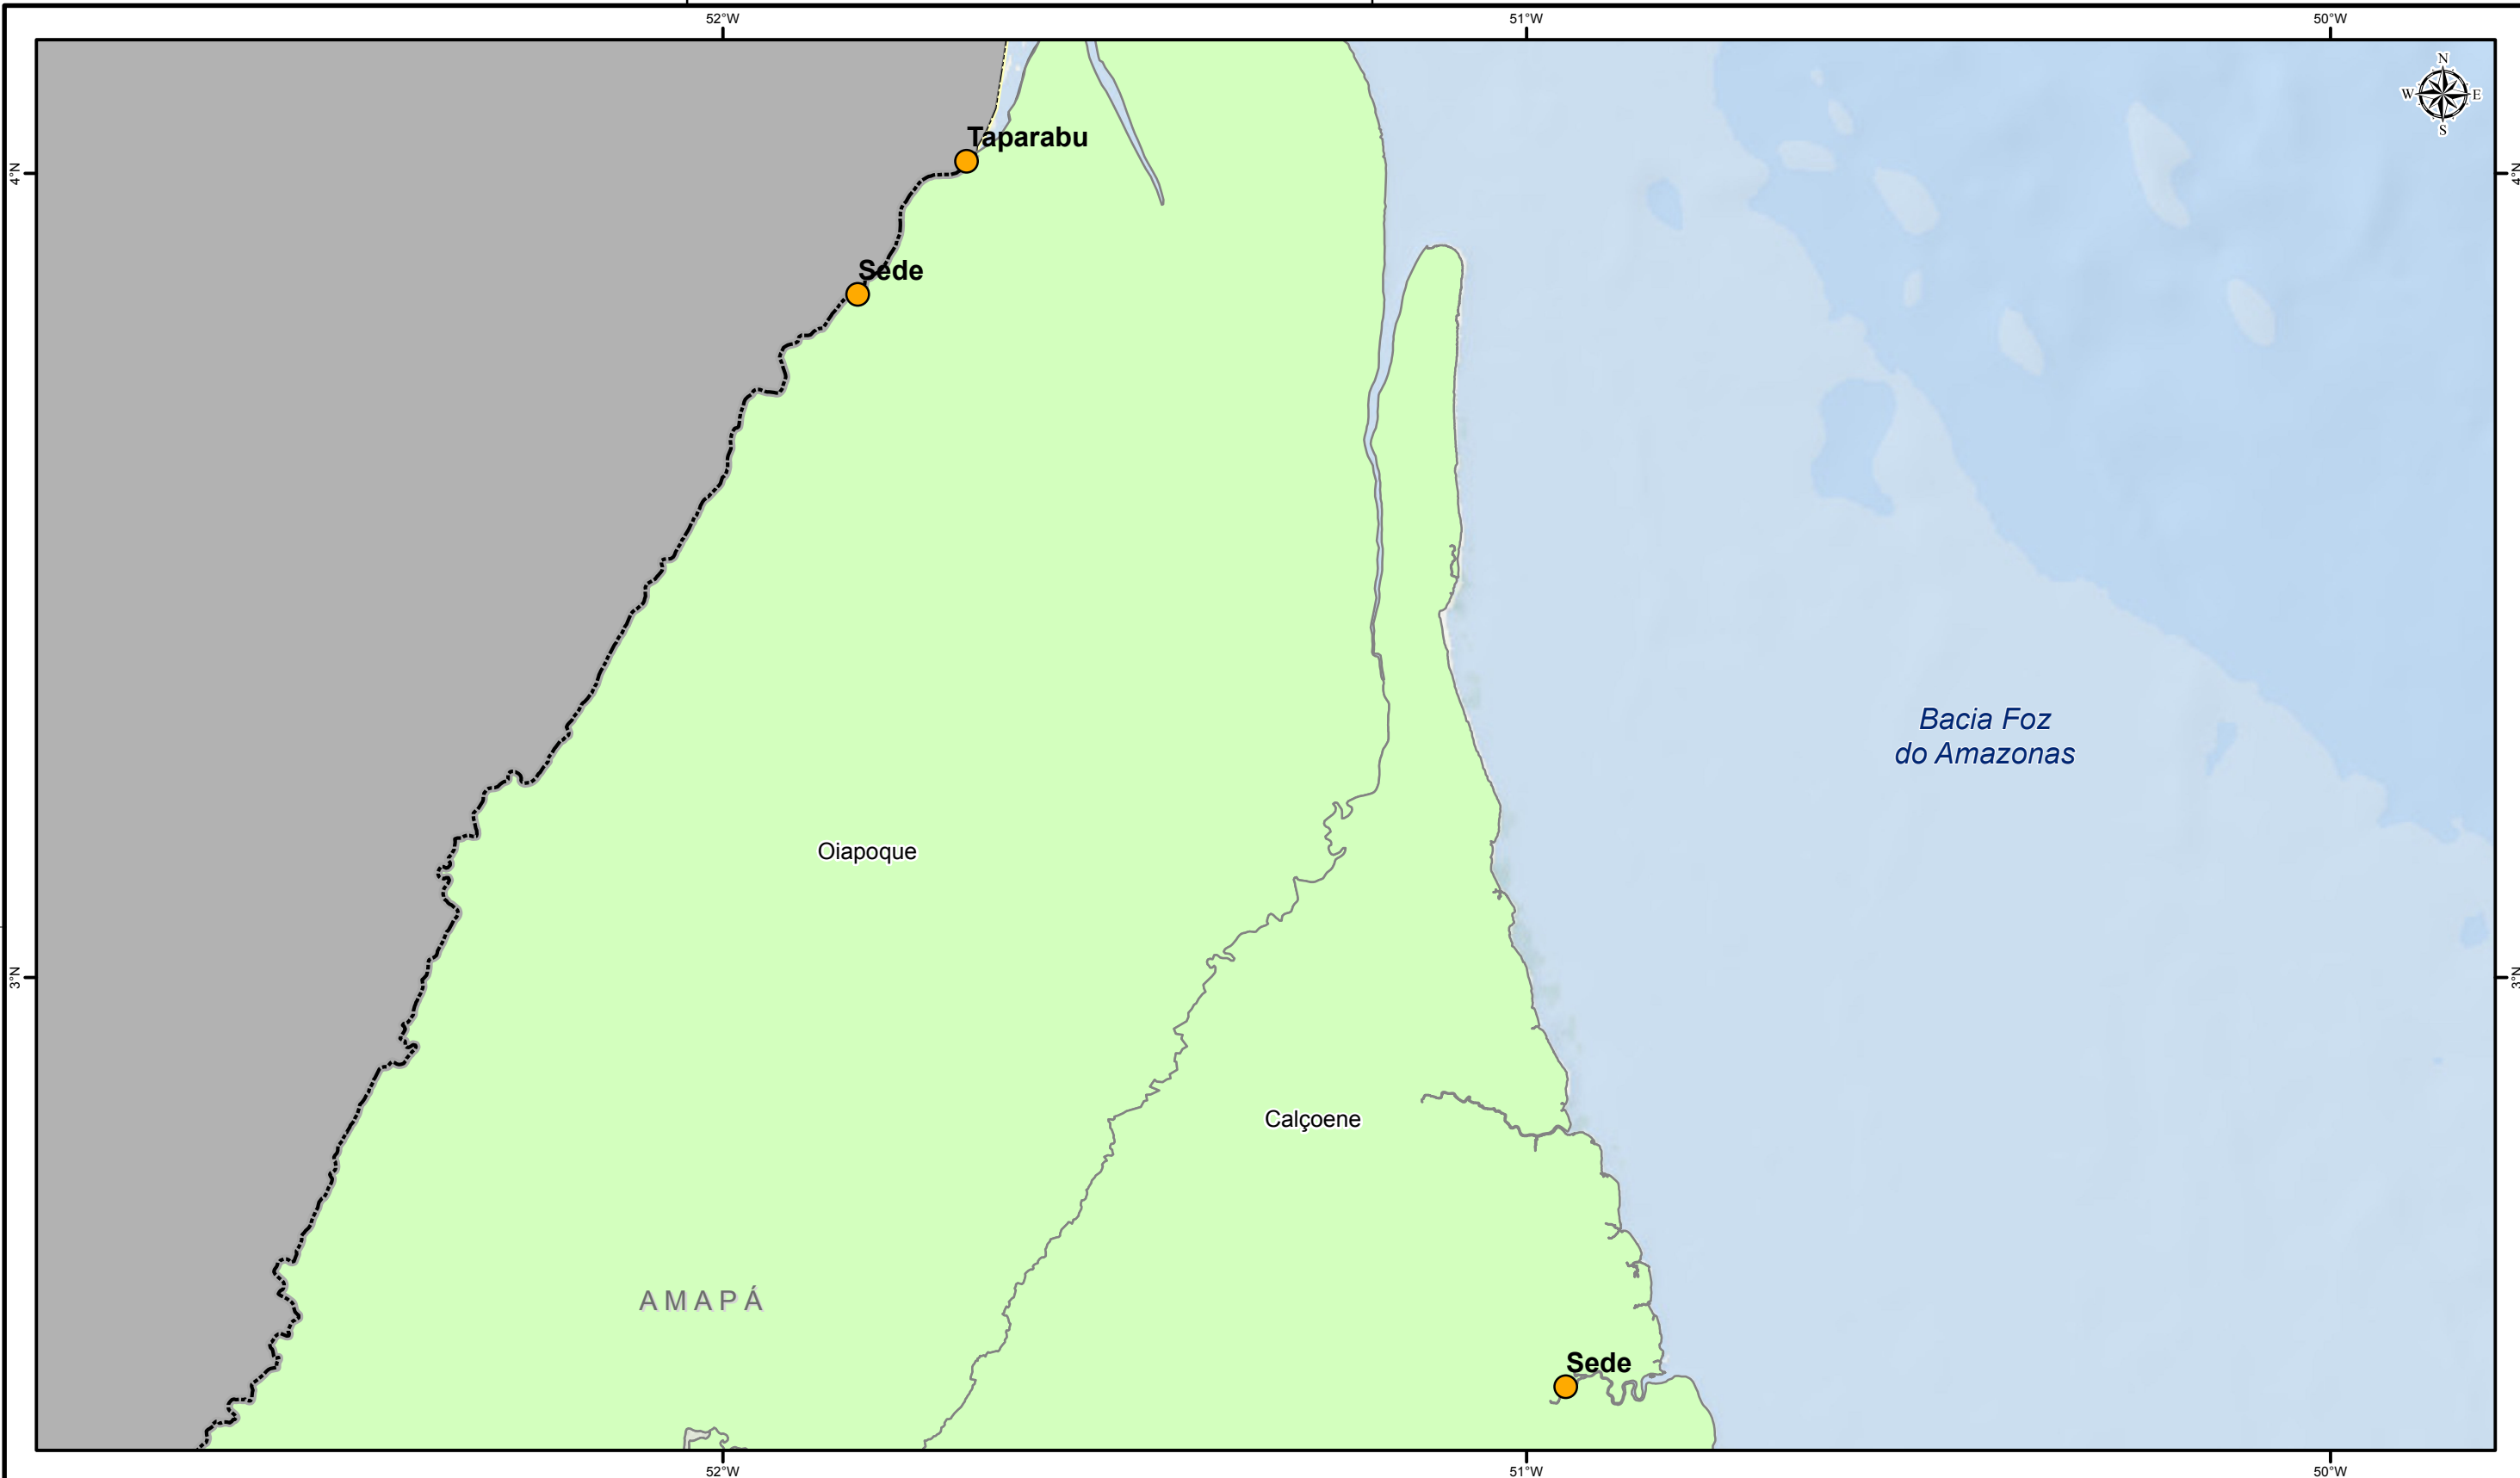 52°W 51°W 50°W
N
W E
S
Taparabu
4°N 4°N
Sede
Bacia Foz
do Amazonas
Oiapoque
3°N 3°N
Calçoene
AMAPÁ
Sede
52°W 51°W 50°W